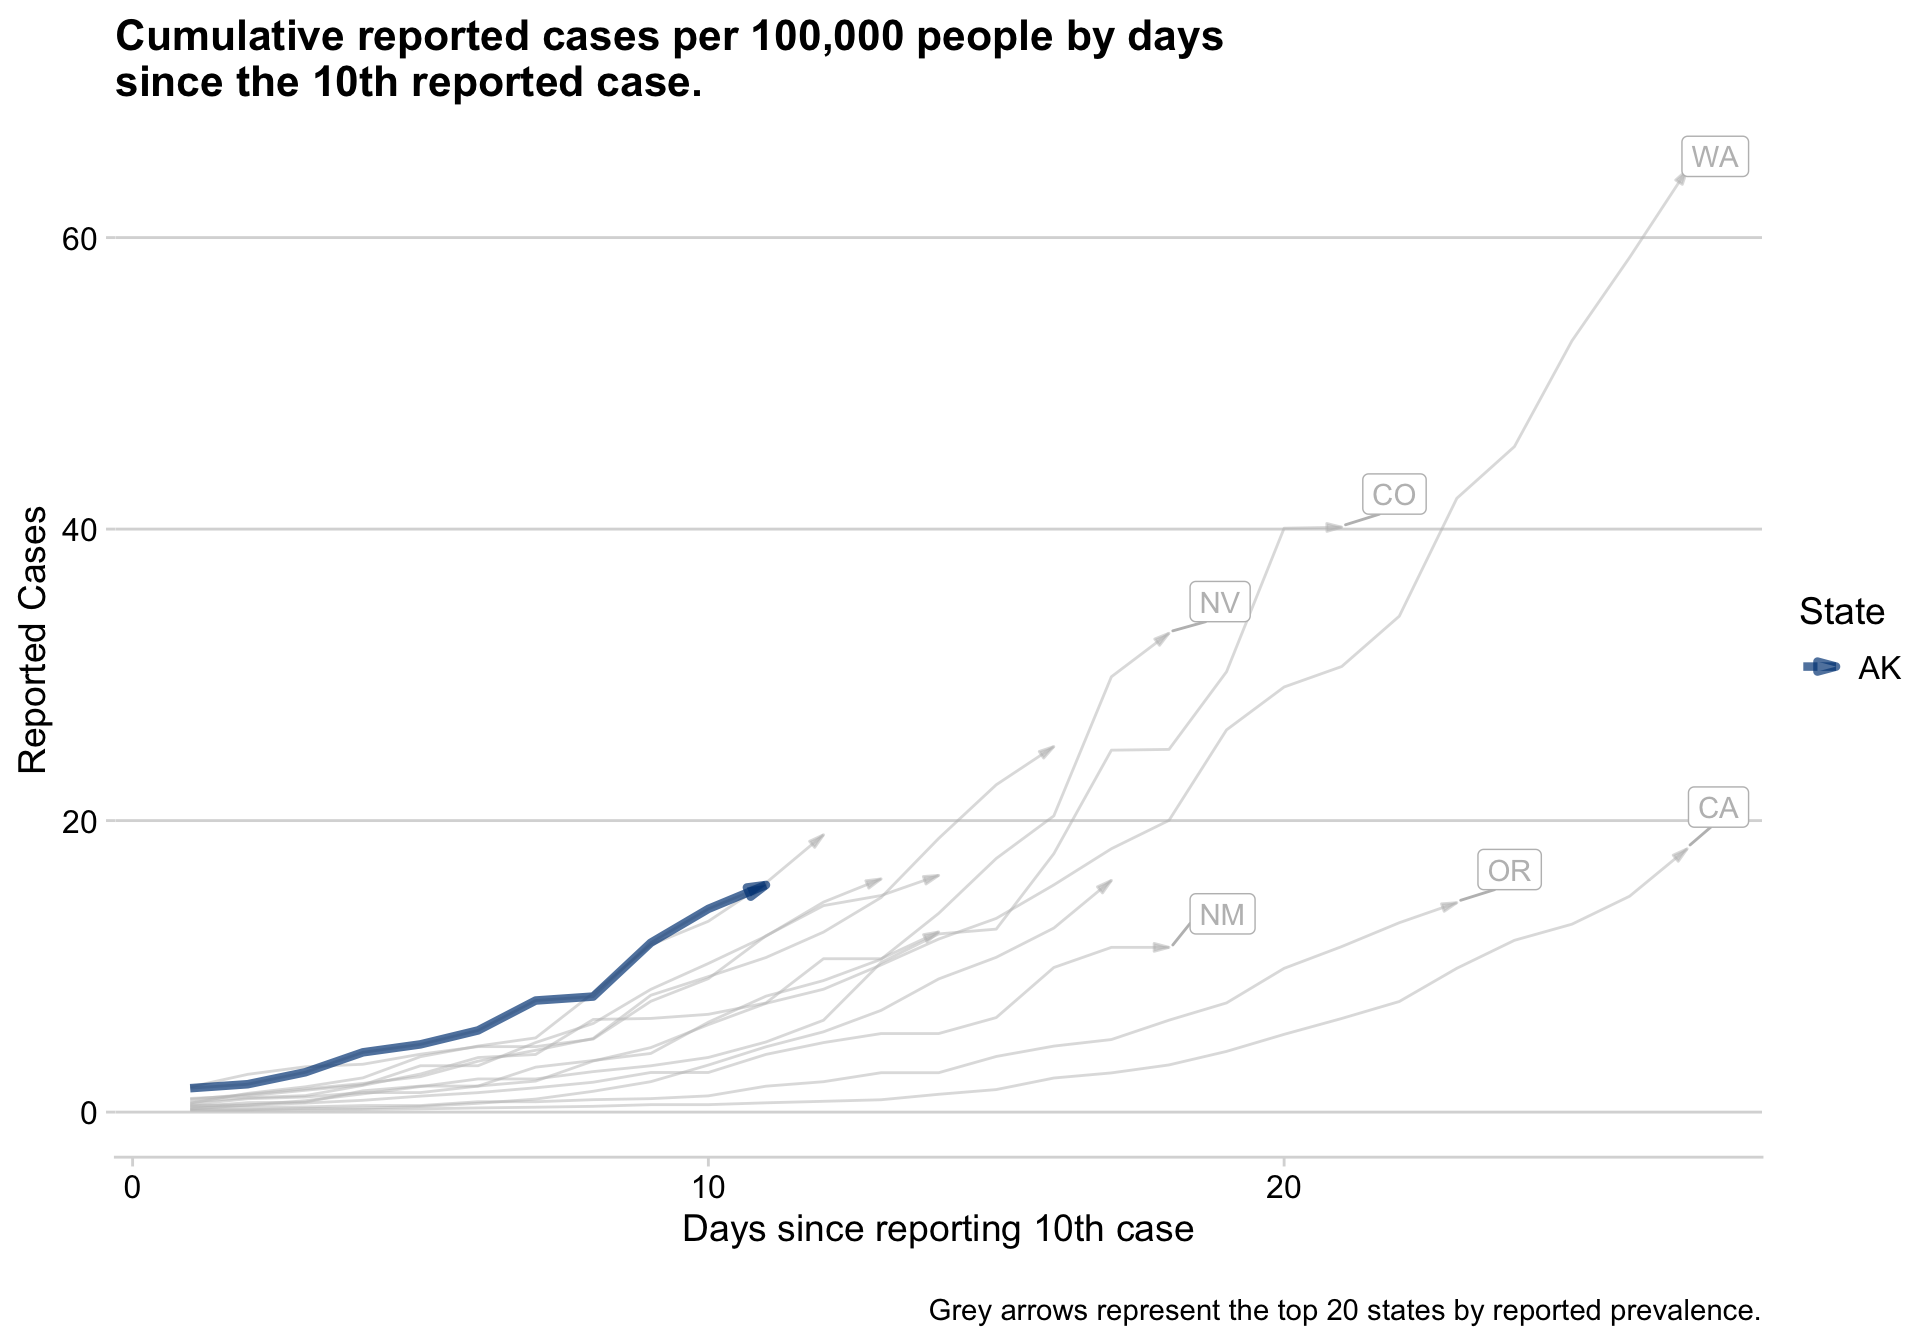 Cumulative reported cases per 100,000 people by days
since the 10th reported case.
WA
60
CO
40
NV
Reported Cases
State
AK
CA
20
OR
NM
0
0
10
20
Days since reporting 10th case
Grey arrows represent the top 20 states by reported prevalence.